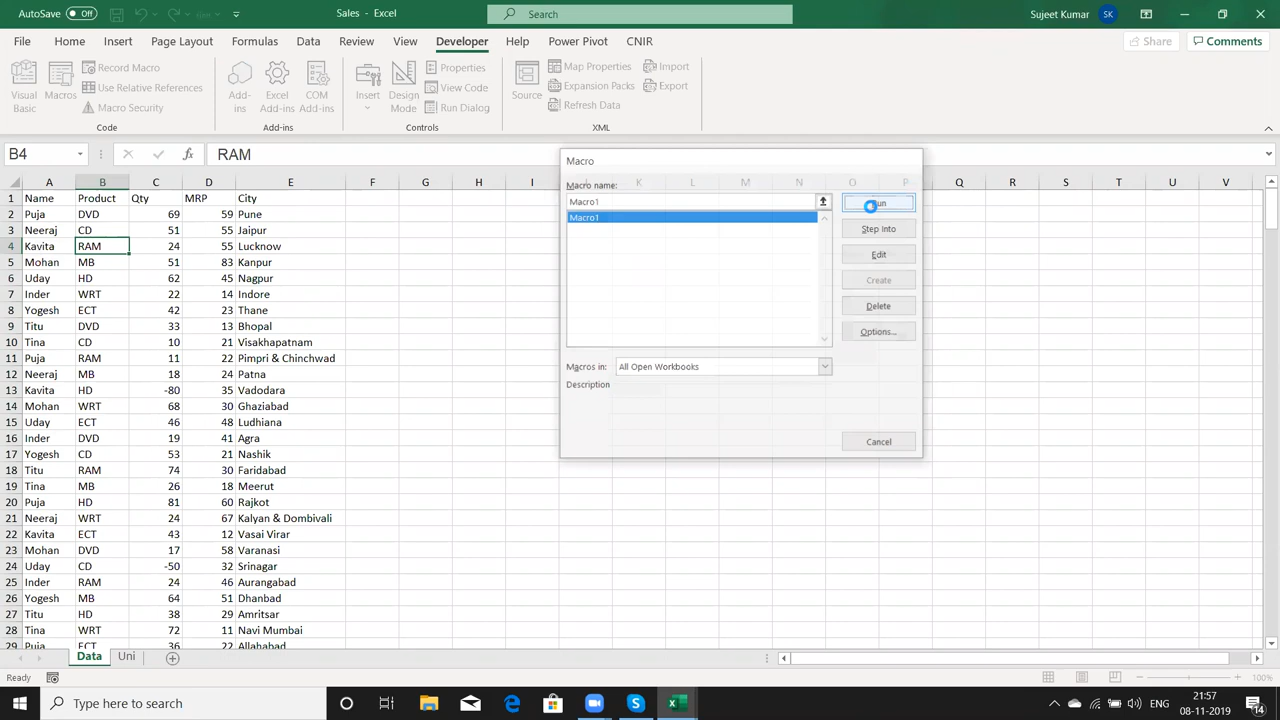 AutoSave Off
Sales - Excel
Search
Sujeet Kumar SK
File Home Insert Page Layout Formulas Data Review View Developer Help Power Pivot CNIR
Share Comments
Visual Basic
Macros
Record Macro
Use Relative References
Macro Security
Code
Add-ins
Excel Add-ins
COM Add-ins
Add-ins
Insert
Design Mode
Properties
View Code
Run Dialog
Controls
Source
Map Properties
Expansion Packs
Refresh Data
Import
Export
XML
B4 fx RAM
A B C D E F G H I K L M N O P Q R S T U V
1 Name Product Qty MRP City
2 Puja DVD 69 59 Pune
3 Neeraj CD 51 55 Jaipur
4 Kavita RAM 24 55 Lucknow
5 Mohan MB 51 83 Kanpur
6 Uday HD 62 45 Nagpur
7 Inder WRT 22 14 Indore
8 Yogesh ECT 42 23 Thane
9 Titu DVD 33 13 Bhopal
10 Tina CD 10 21 Visakhapatnam
11 Puja RAM 11 22 Pimpri & Chinchwad
12 Neeraj MB 18 24 Patna
13 Kavita HD -80 35 Vadodara
14 Mohan WRT 68 30 Ghaziabad
15 Uday ECT 46 48 Ludhiana
16 Inder DVD 19 41 Agra
17 Yogesh CD 53 21 Nashik
18 Titu RAM 74 30 Faridabad
19 Tina MB 26 18 Meerut
20 Puja HD 81 60 Rajkot
21 Neeraj WRT 24 67 Kalyan & Dombivali
22 Kavita ECT 43 12 Vasai Virar
23 Mohan DVD 17 58 Varanasi
24 Uday CD -50 32 Srinagar
25 Inder RAM 24 46 Aurangabad
26 Yogesh MB 64 51 Dhanbad
27 Titu HD 38 29 Amritsar
28 Tina WRT 72 11 Navi Mumbai
29 Puja ECT 36 22 Allahabad
Macro
Macro name:
Macro1
Macro1
Run
Step Into
Edit
Create
Delete
Options...
Macros in: All Open Workbooks
Description
Cancel
Data Uni
Ready
100%
Type here to search
ENG
21:57
08-11-2019
14